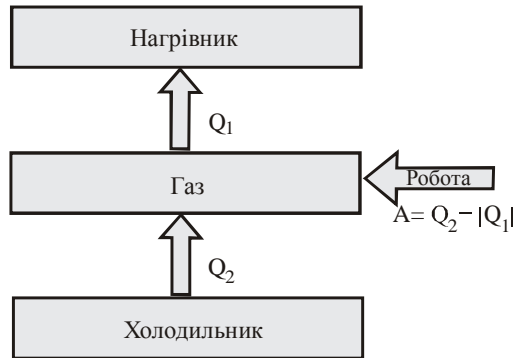 Нагрівник
Q₁
Газ
Робота
A= Q₂ – |Q₁|
Q₂
Холодильник